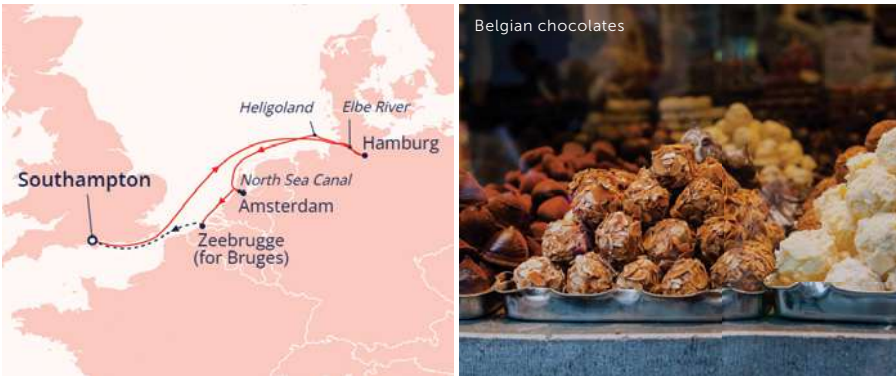 Belgian chocolates
Heligoland
Elbe River
Hamburg
Southampton
North Sea Canal
Amsterdam
Zeebrugge
(for Bruges)